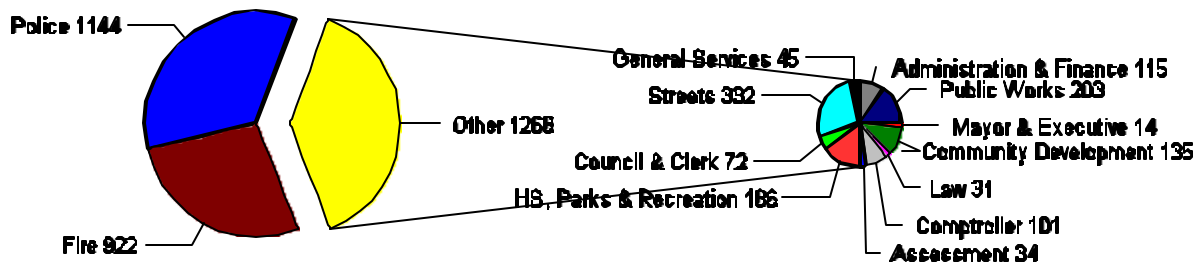 Police 1144
General Services 45
Administration & Finance 115
Public Works 203
Streets 332
Other 1268
Mayor & Executive 14
Community Development 135
Council & Clerk 72
Law 31
HS, Parks & Recreation 186
Comptroller 101
Fire 922
Assessment 34